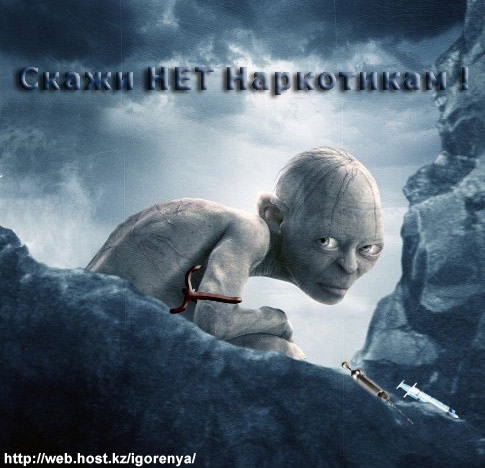 Скажи НЕТ Наркотикам !
http://web.host.kz/igorenya/